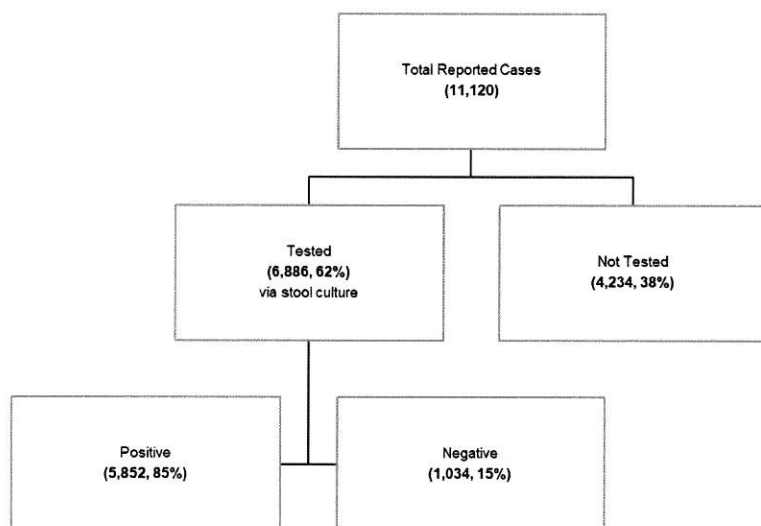 Total Reported Cases
(11,120)
Tested
(6,886, 62%)
via stool culture
Not Tested
(4,234, 38%)
Positive
(5,852, 85%)
Negative
(1,034, 15%)